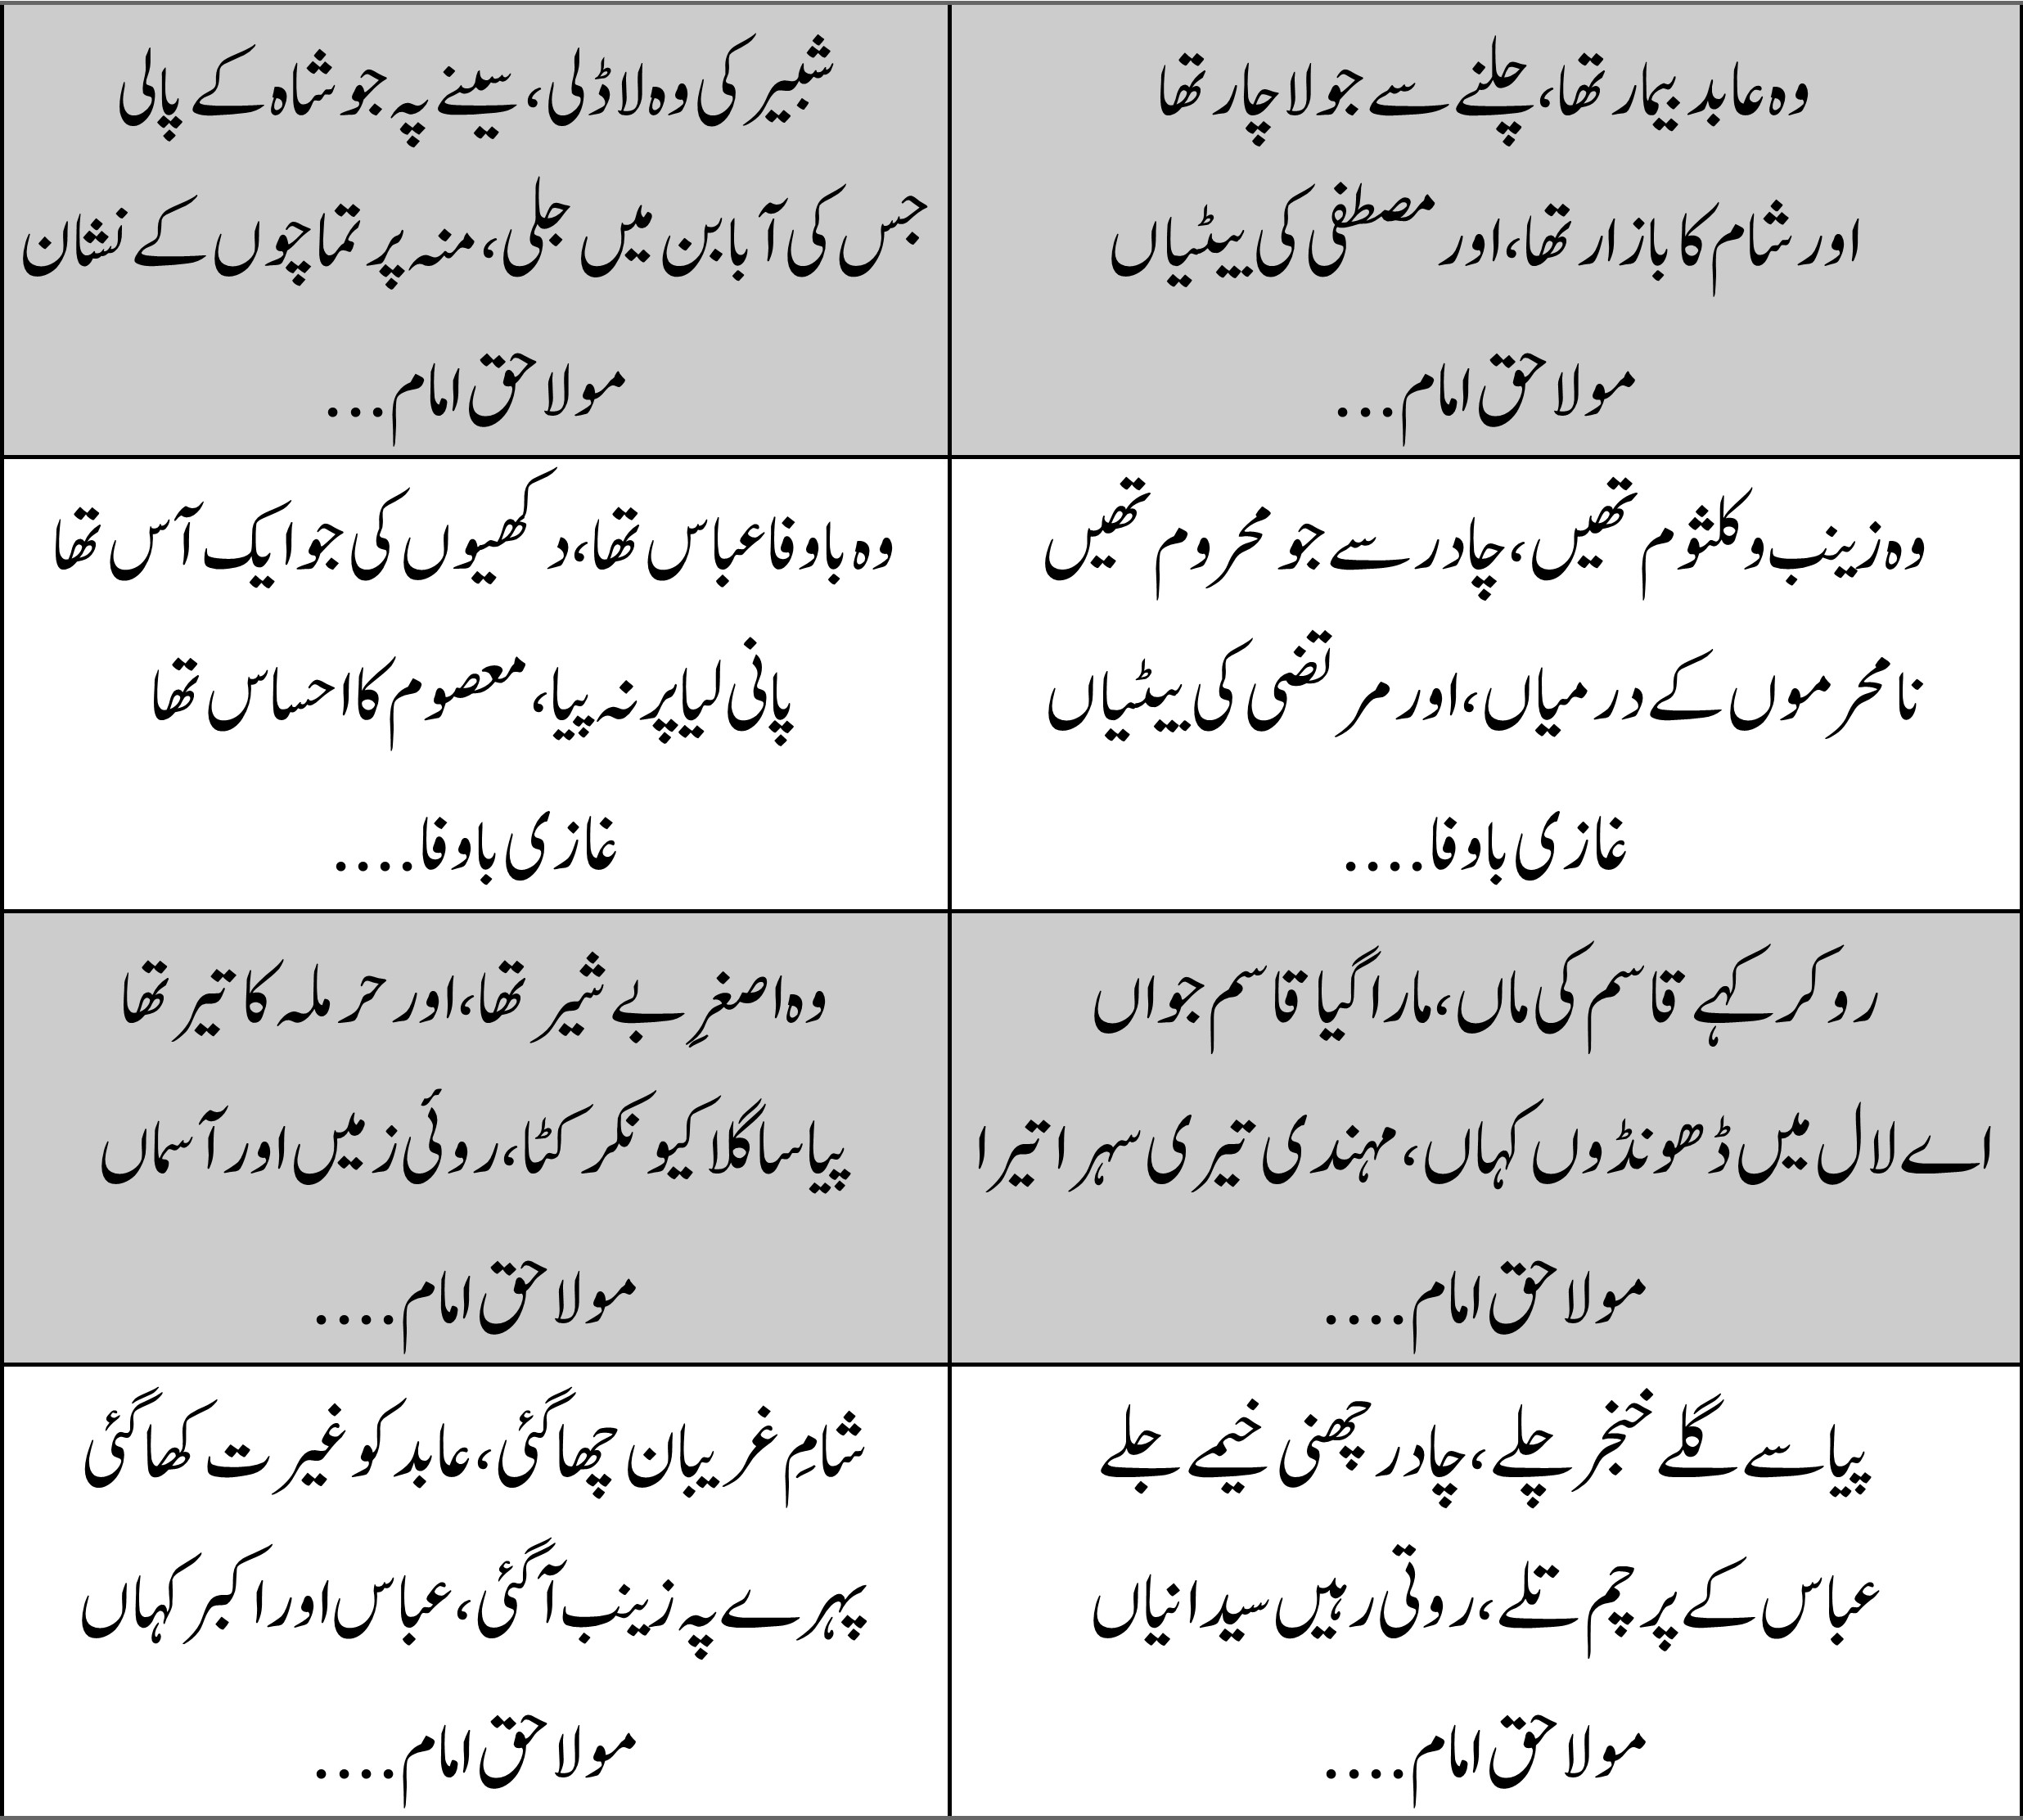 وہ عابد بیمار تھا، چلنے سے جو لاچار تھا
اور شام کا بازار تھا، اور مصطفٰی کی بیٹیاں
مولا حق امام...
شبیر کی وہ لاڈلی، سینے پہ جو شاہ کے پالی
جس کی آبا بن میں جلی، منہ پر تماچوں کے نشان
مولا حق امام...
وہ زینب و کلثوم تھیں، چادر سے جو محروم تھیں
نا محرموں کے درمیاں، اور مرتضٰی کی بیٹیاں
غازی باوفا....
وہ باوفا عباس تھا، دکھیوں کی جو ایک آس تھا
پانی لیا پر نہ پیا، معصوم کا احساس تھا
غازی باوفا....
رو کر کہے قاسم کی ماں، مارا گیا قاسم جواں
اے لال میں ڈھونڈوں کہاں، مہندی تیری سہرا تیرا
مولا حق امام....
وہ اصغرِ بے شیر تھا، اور حرملہ کا تیر تھا
پیاسا گلا کیونکر کٹا، روئی زمیں اور آسماں
مولا حق امام....
پیاسے گلے خنجر چلے، چادر چھنی خیمے جلے
عباس کے پرچم تلے، روتی رہیں سیدانیاں
مولا حق امام....
شامِ غریبان چھا گئی، عابد کو غیرت کھا گئی
پہرے پہ زینب آ گئی، عباس اور اکبر کہاں
مولا حق امام....